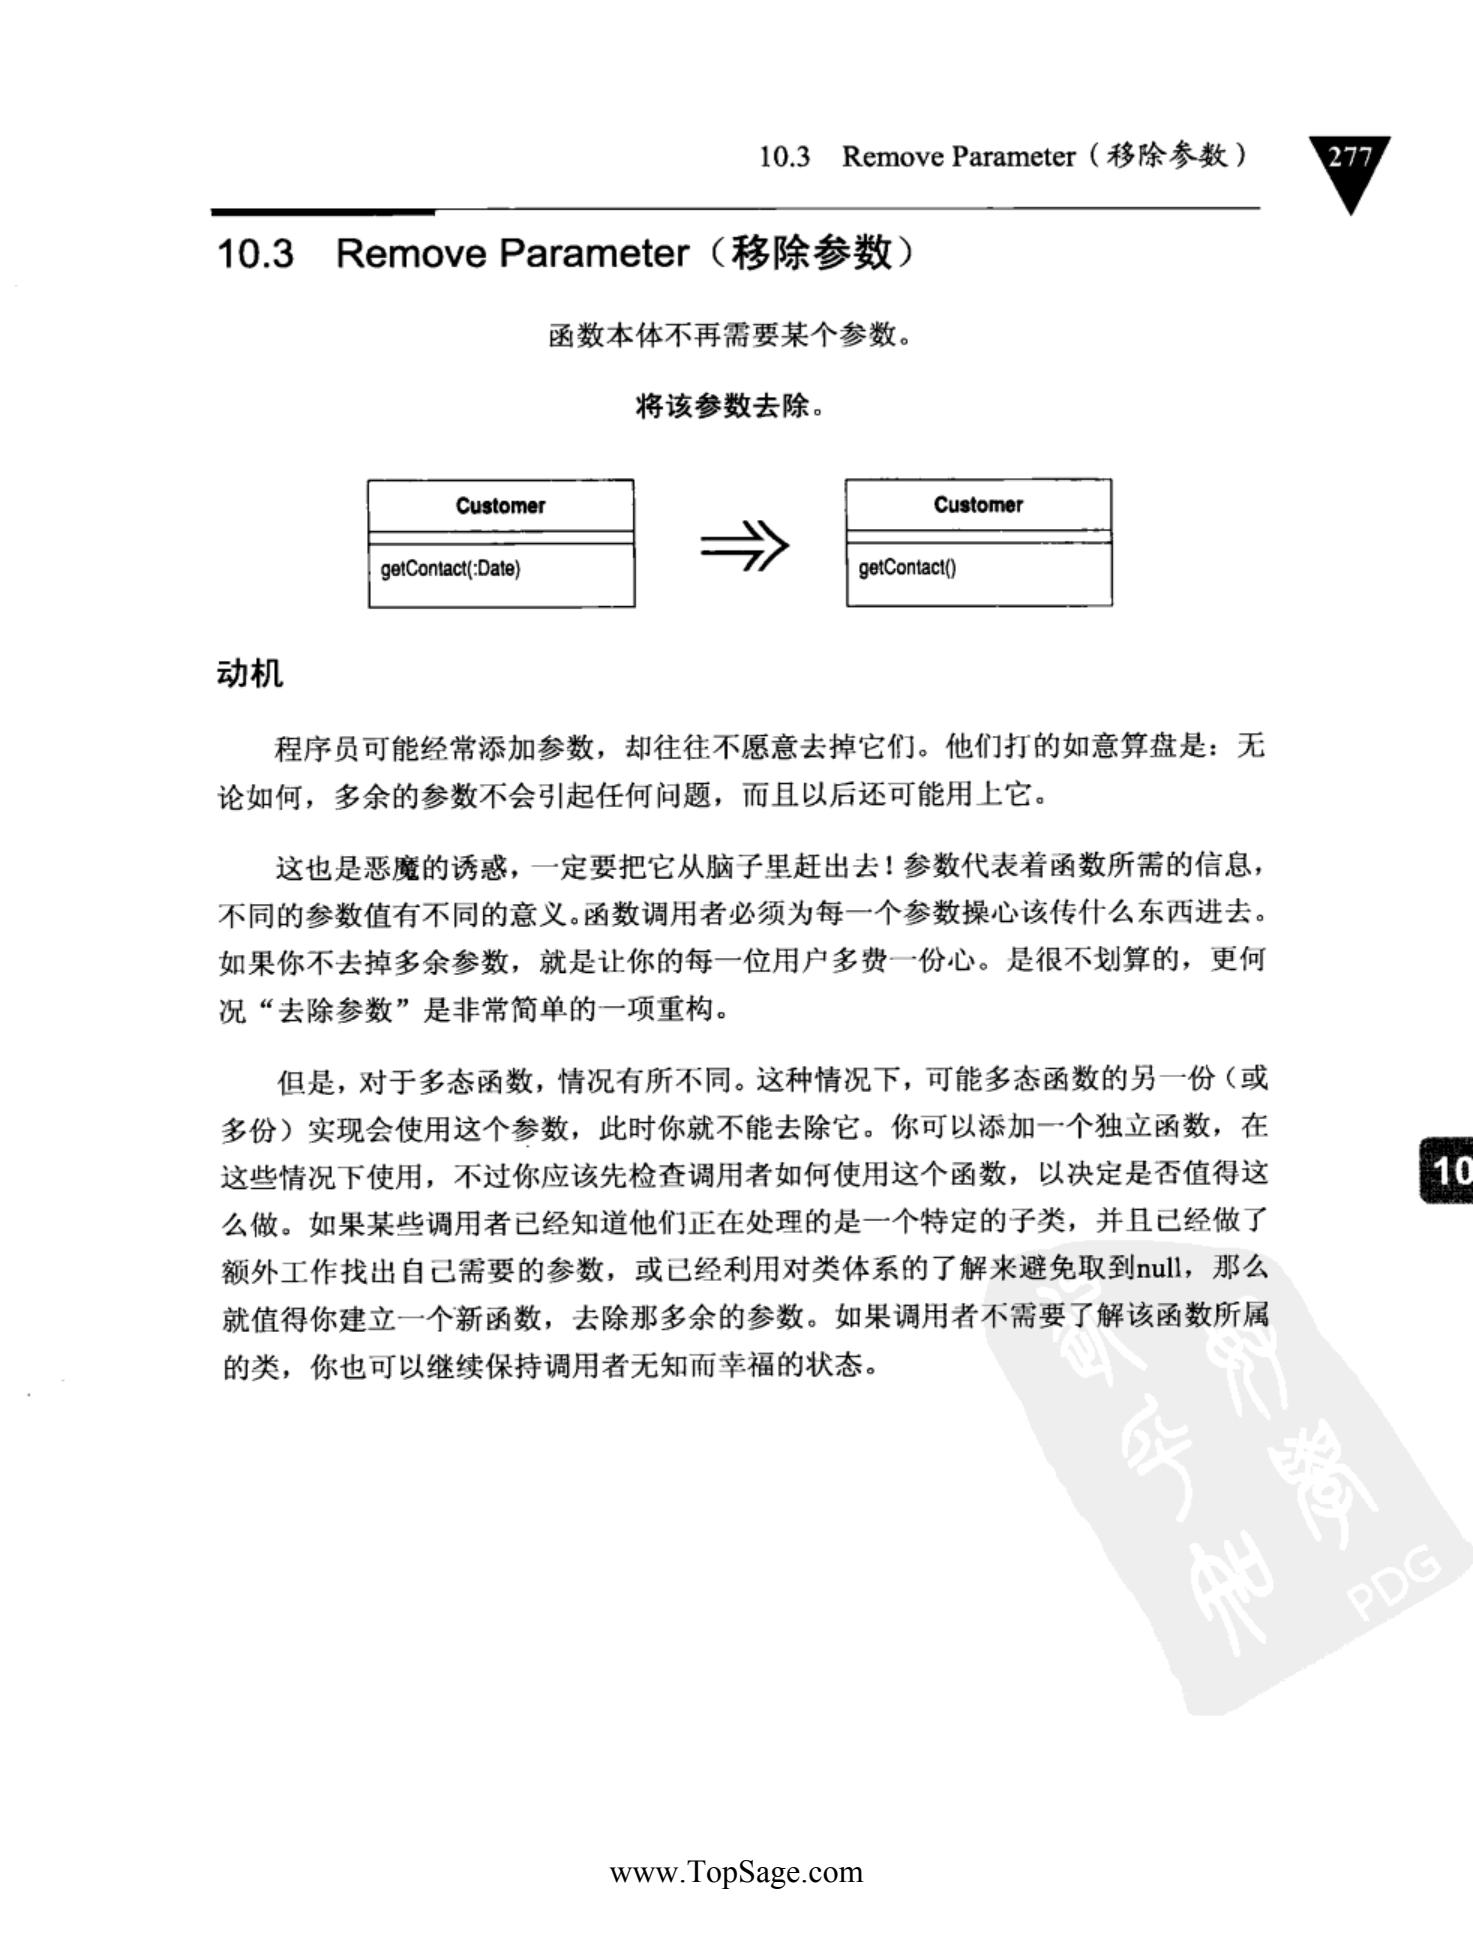 10.3 Remove Parameter（移除参数）
277
10.3 Remove Parameter（移除参数）
函数本体不再需要某个参数。
将该参数去除。
Customer
getContact(:Date)
Customer
getContact()
动机
程序员可能经常添加参数，却往往不愿意去掉它们。他们打的如意算盘是：无
论如何，多余的参数不会引起任何问题，而且以后还可能用上它。
这也是恶魔的诱惑，一定要把它从脑子里赶出去！参数代表着函数所需的信息，
不同的参数值有不同的意义。函数调用者必须为每一个参数操心该传什么东西进去。
如果你不去掉多余参数，就是让你的每一位用户多费一份心。是很不划算的，更何
况“去除参数”是非常简单的一项重构。
但是，对于多态函数，情况有所不同。这种情况下，可能多态函数的另一份（或
多份）实现会使用这个参数，此时你就不能去除它。你可以添加一个独立函数，在
这些情况下使用，不过你应该先检查调用者如何使用这个函数，以决定是否值得这
么做。如果某些调用者已经知道他们正在处理的是一个特定的子类，并且已经做了
额外工作找出自己需要的参数，或已经利用对类体系的了解来避免取到null，那么
就值得你建立一个新函数，去除那多余的参数。如果调用者不需要了解该函数所属
的类，你也可以继续保持调用者无知而幸福的状态。
10
PDG
www.TopSage.com